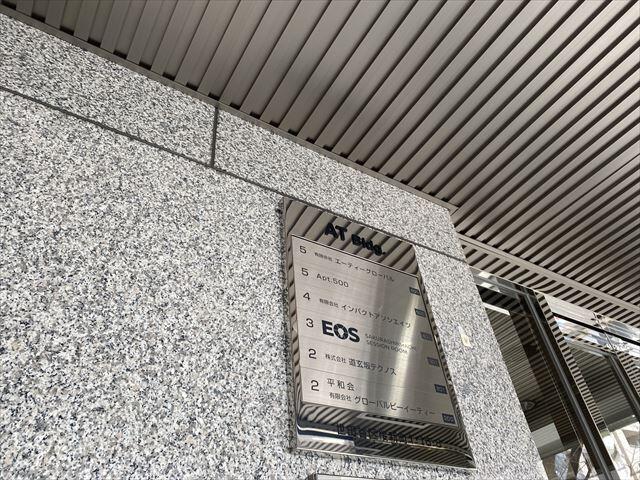 AT Bldg.
5 有限会社 エーティーグローバル
5 Apt.500
4 有限会社 インパクトアソシエイツ
3 EOS SAKURASHINMACHI
SESSION ROOM
2 株式会社 道玄坂テクノス
2 平和会
有限会社 グローバルビーイーティー